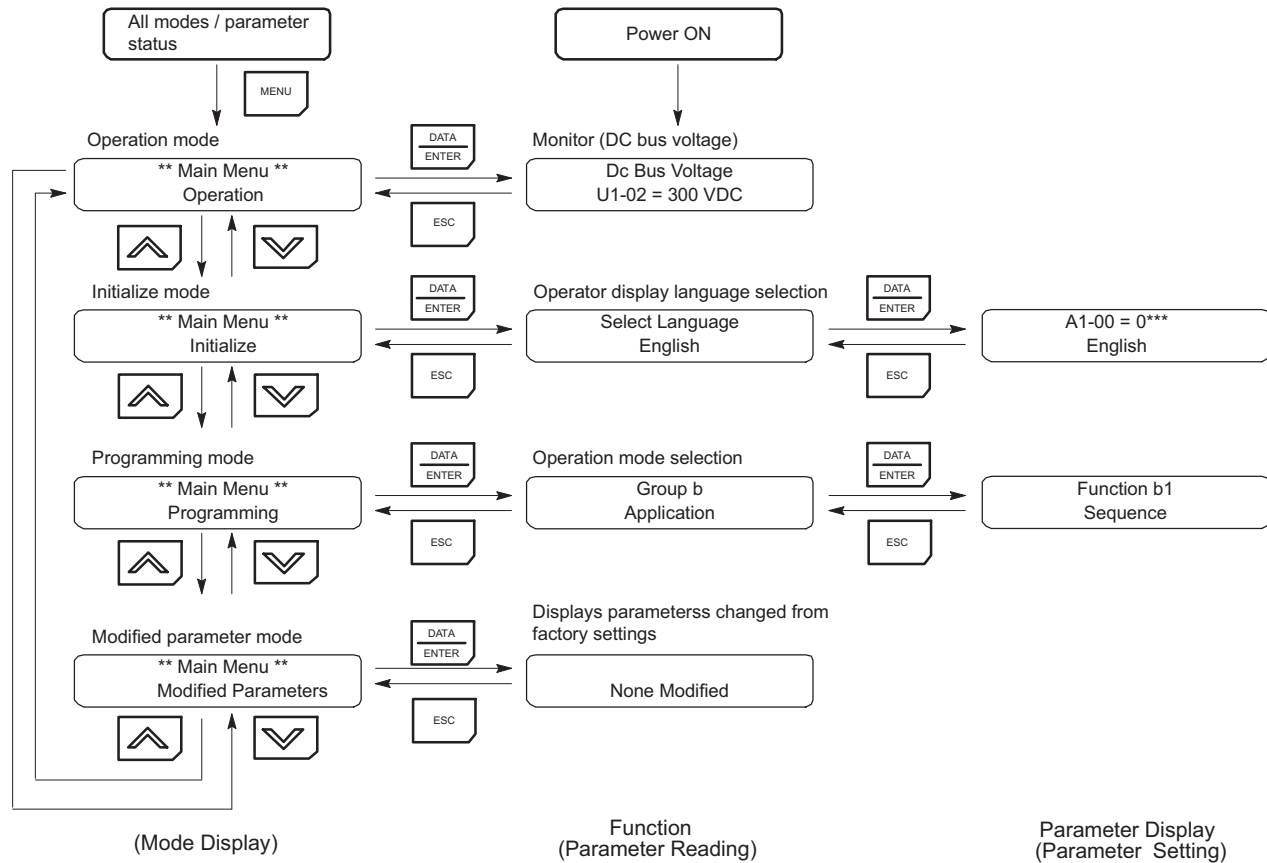 All modes / parameter
status
Power ON
MENU
Operation mode
DATA
ENTER
Monitor (DC bus voltage)
** Main Menu **
Operation
Dc Bus Voltage
U1-02 = 300 VDC
ESC
Initialize mode
DATA
ENTER
Operator display language selection
DATA
ENTER
** Main Menu **
Initialize
Select Language
English
A1-00 = 0***
English
ESC
ESC
Programming mode
DATA
ENTER
Operation mode selection
DATA
ENTER
** Main Menu **
Programming
Group b
Application
Function b1
Sequence
ESC
ESC
Modified parameter mode
DATA
ENTER
Displays parameterss changed from
factory settings
** Main Menu **
Modified Parameters
None Modified
ESC
(Mode Display)
Function
(Parameter Reading)
Parameter Display
(Parameter Setting)